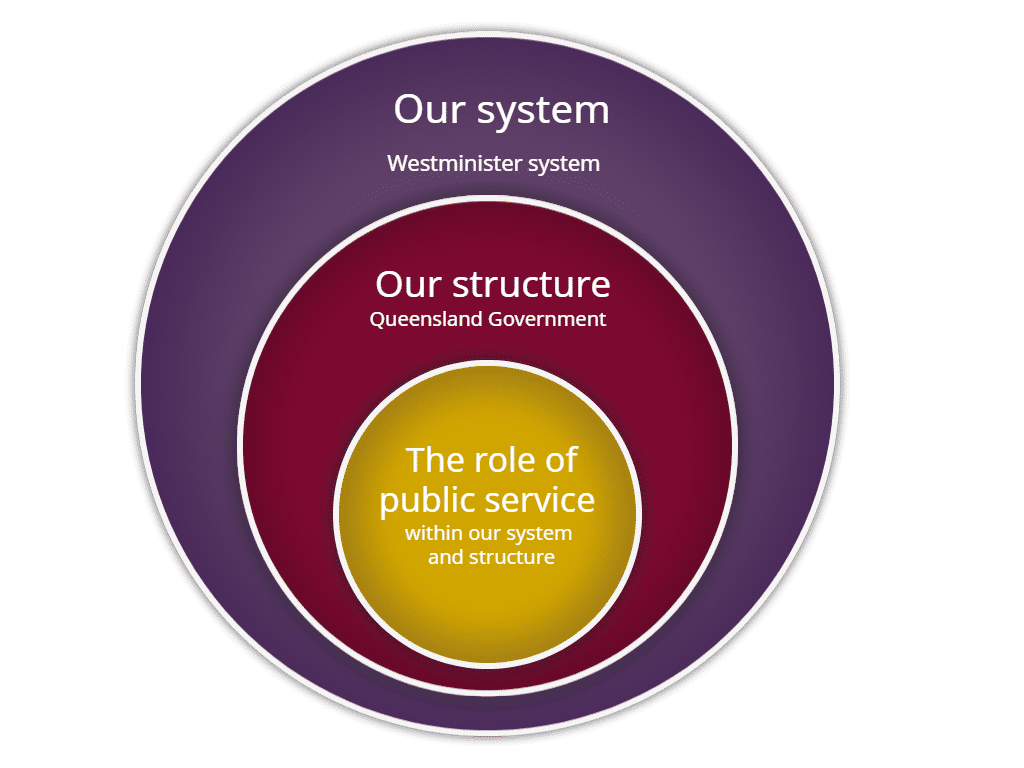 Our system
Westminister system
Our structure
Queensland Government
The role of
public service
within our system
and structure